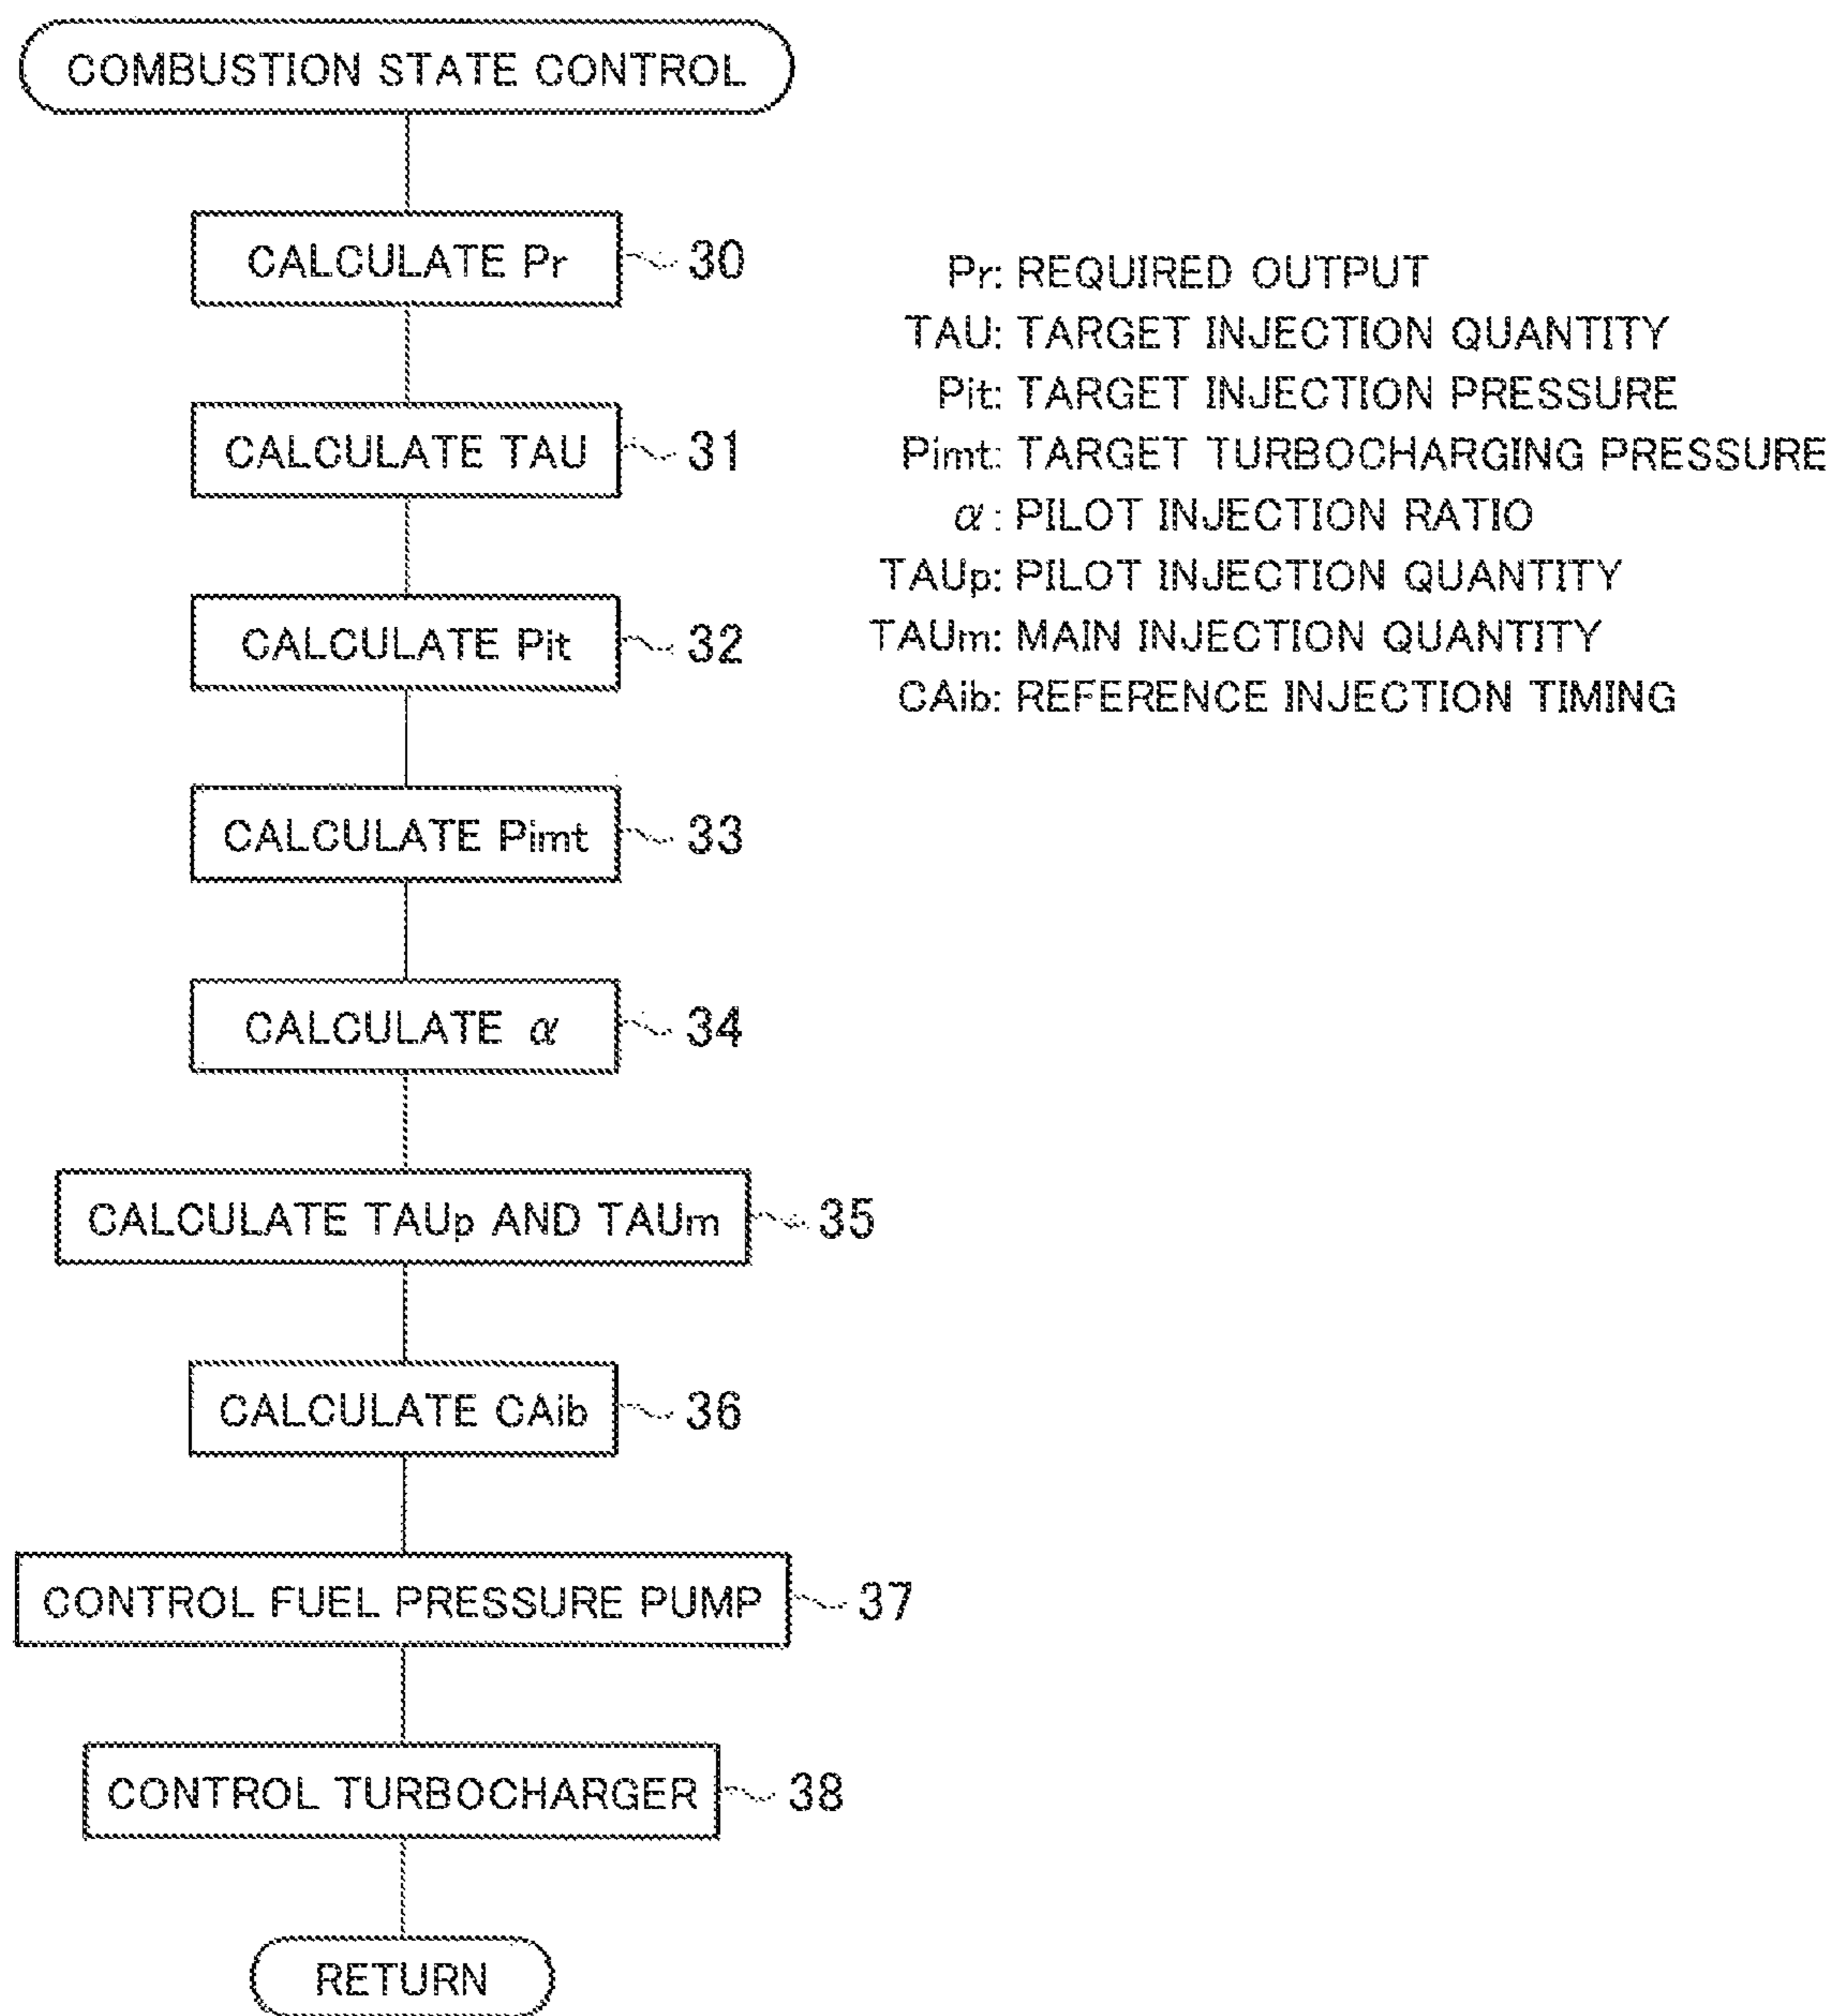 COMBUSTION STATE CONTROL
CALCULATE Pr 30
CALCULATE TAU 31
CALCULATE Pit 32
CALCULATE Pimt 33
CALCULATE α 34
CALCULATE TAUp AND TAUm 35
CALCULATE CAib 36
CONTROL FUEL PRESSURE PUMP 37
CONTROL TURBOCHARGER 38
RETURN
Pr: REQUIRED OUTPUT
TAU: TARGET INJECTION QUANTITY
Pit: TARGET INJECTION PRESSURE
Pimt: TARGET TURBOCHARGING PRESSURE
α: PILOT INJECTION RATIO
TAUp: PILOT INJECTION QUANTITY
TAUm: MAIN INJECTION QUANTITY
CAib: REFERENCE INJECTION TIMING